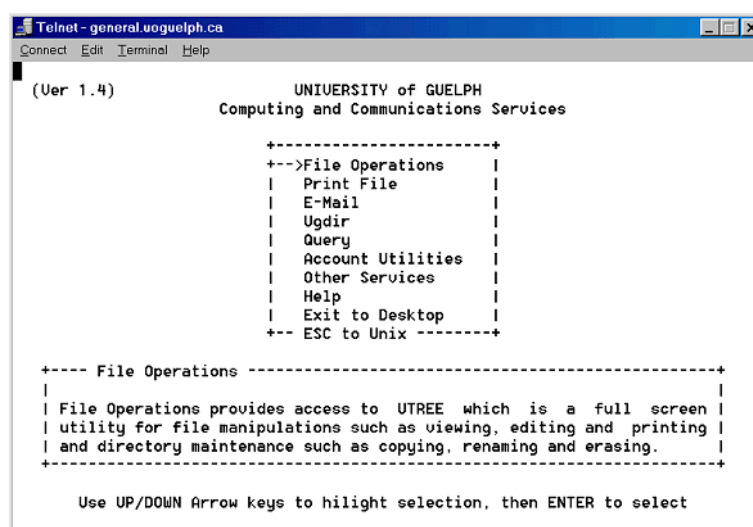 Telnet - general.uoguelph.ca
Connect Edit Terminal Help
(Ver 1.4) UNIVERSITY of GUELPH
Computing and Communications Services
+------------------------+
+-->File Operations |
| Print File |
| E-Mail |
| Ugdir |
| Query |
| Account Utilities |
| Other Services |
| Help |
| Exit to Desktop |
+-- ESC to Unix --------+
+---- File Operations --------------------------------------------------+
| |
| File Operations provides access to UTREE which is a full screen |
| utility for file manipulations such as viewing, editing and printing |
| and directory maintenance such as copying, renaming and erasing. |
+-----------------------------------------------------------------------+
Use UP/DOWN Arrow keys to hilight selection, then ENTER to select